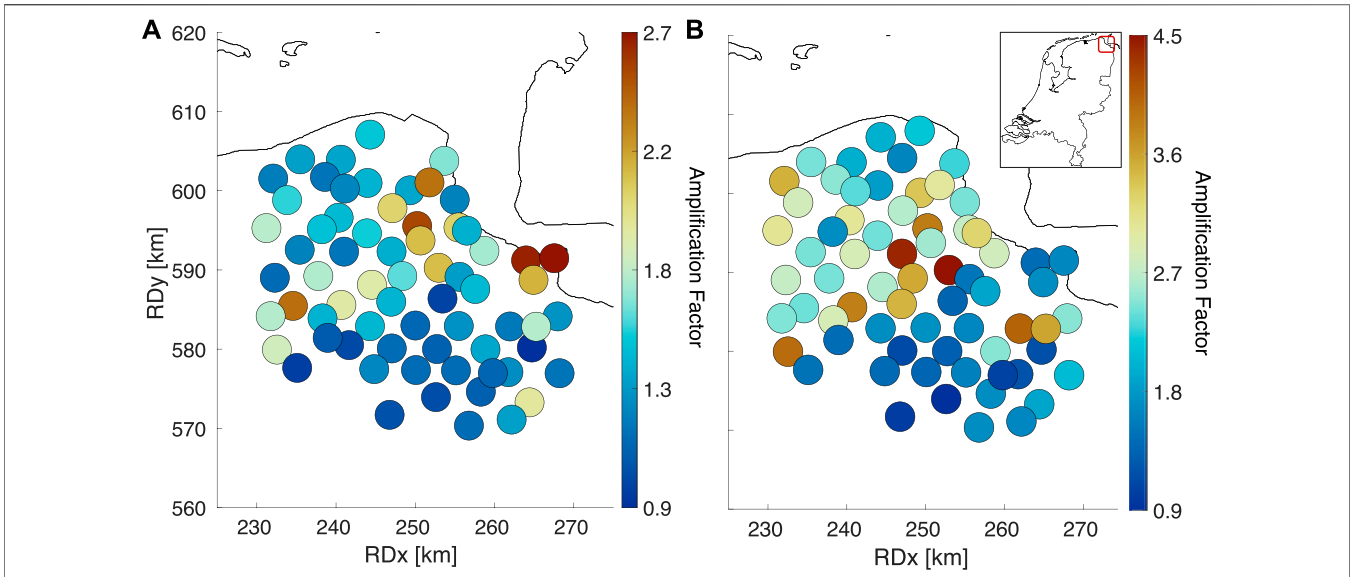 A
B
620
610
600
590
580
570
560
RDy [km]
230 240 250 260 270
RDx [km]
2.7
2.2
1.8
1.3
0.9
Amplification Factor
230 240 250 260 270
RDx [km]
4.5
3.6
2.7
1.8
0.9
Amplification Factor